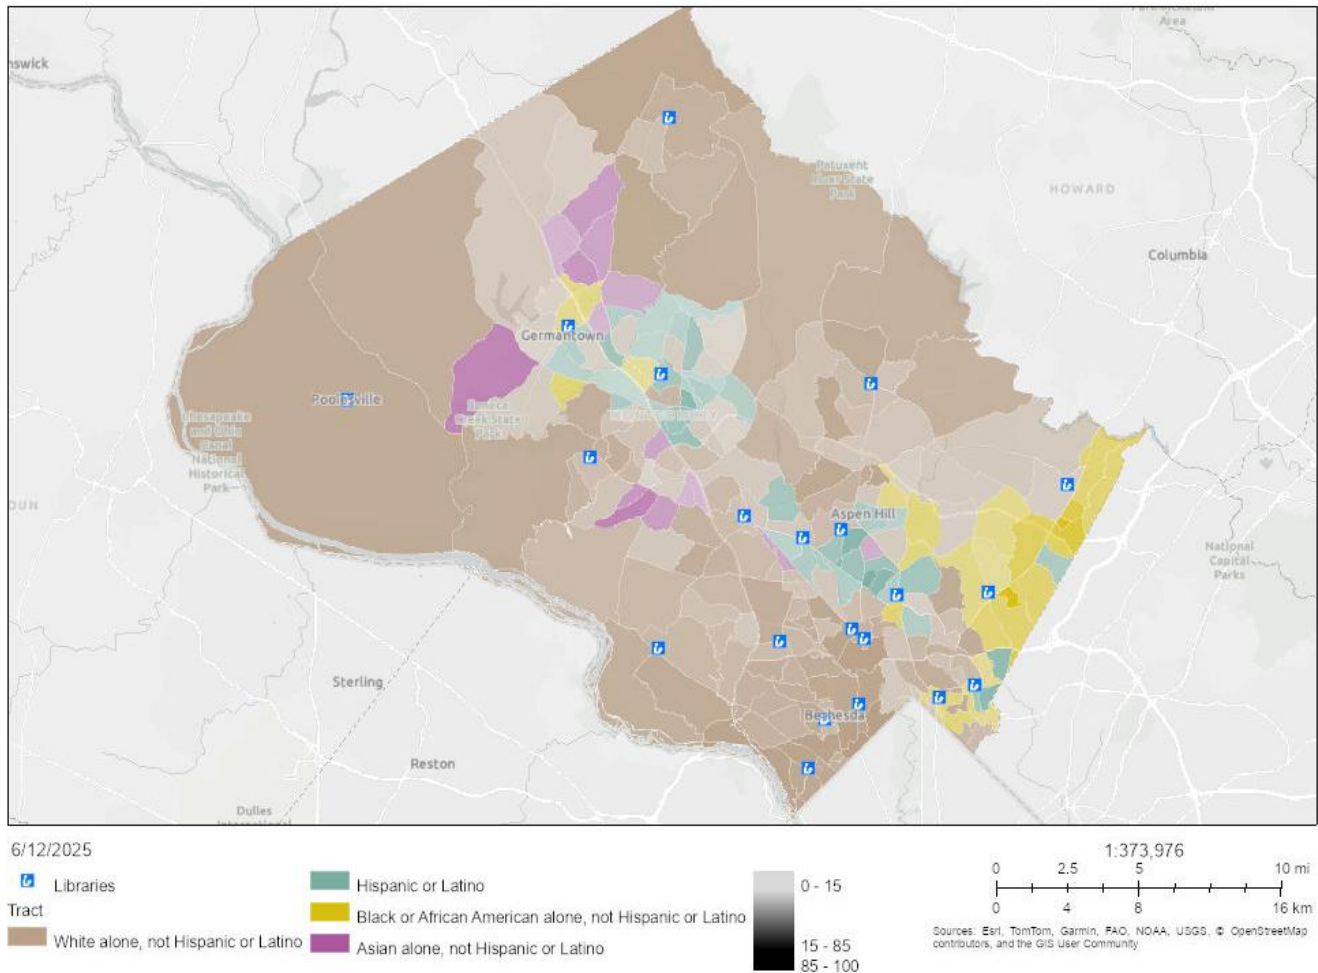 nswick
Area
Patuxent
River State
Park
HOWARD
Columbia
Germantown
Poolesville
Seneca
Creek State
Park
Chesapeake
and Ohio
Canal
National
Historical
Park
OUN
Aspen Hill
National
Capital
Parks
Sterling
Bethesda
Reston
Dulles
6/12/2025
Libraries
Tract
White alone, not Hispanic or Latino
Hispanic or Latino
Black or African American alone, not Hispanic or Latino
Asian alone, not Hispanic or Latino
0 - 15
15 - 85
85 - 100
1:373,976
0 2.5 5 10 mi
0 4 8 16 km
Sources: Esri, TomTom, Garmin, FAO, NOAA, USGS, © OpenStreetMap
contributors, and the GIS User Community